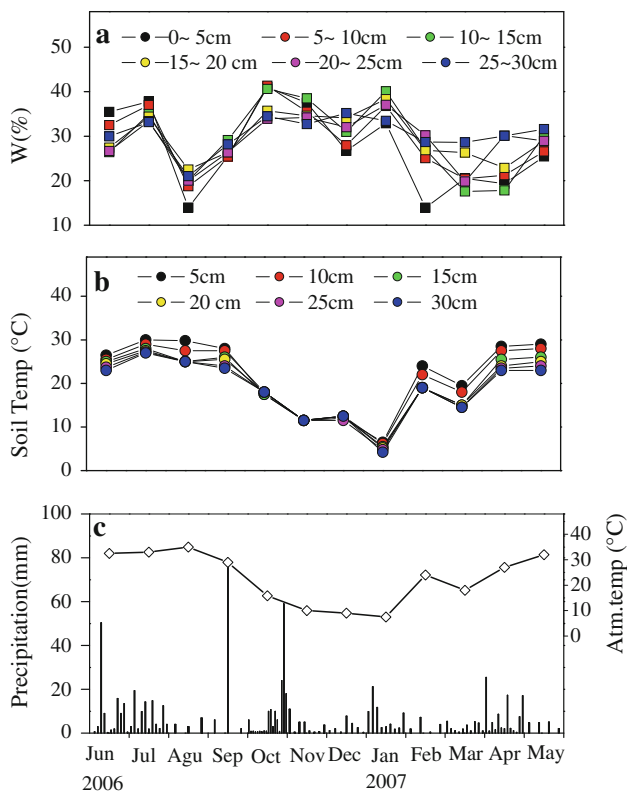 a
0~ 5cm 5~ 10cm 10~ 15cm
15~ 20 cm 20~ 25cm 25~30cm
W(%)
50
40
30
20
10
b
5cm 10cm 15cm
20 cm 25cm 30cm
Soil Temp (°C)
40
30
20
10
0
c
Precipitation(mm)
100
80
60
40
20
0
Atm.temp (°C)
40
30
20
10
0
Jun Jul Agu Sep Oct Nov Dec Jan Feb Mar Apr May
2006 2007